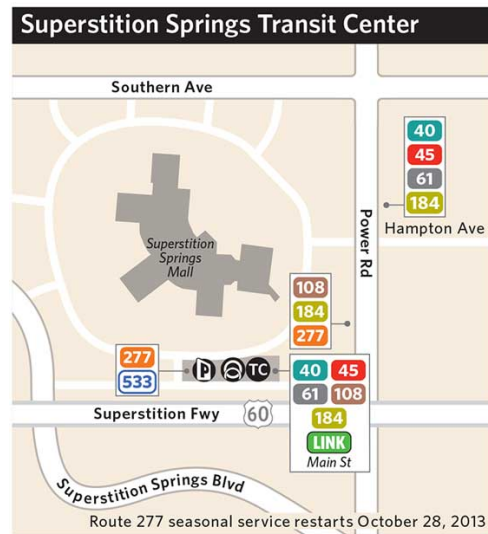 Superstition Springs Transit Center
Southern Ave
40
45
61
184
Hampton Ave
Power Rd
Superstition
Springs
Mall
108
184
277
277
533
P
TC
40 45
61 108
184
LINK
Main St
Superstition Fwy 60
Superstition Springs Blvd
Route 277 seasonal service restarts October 28, 2013